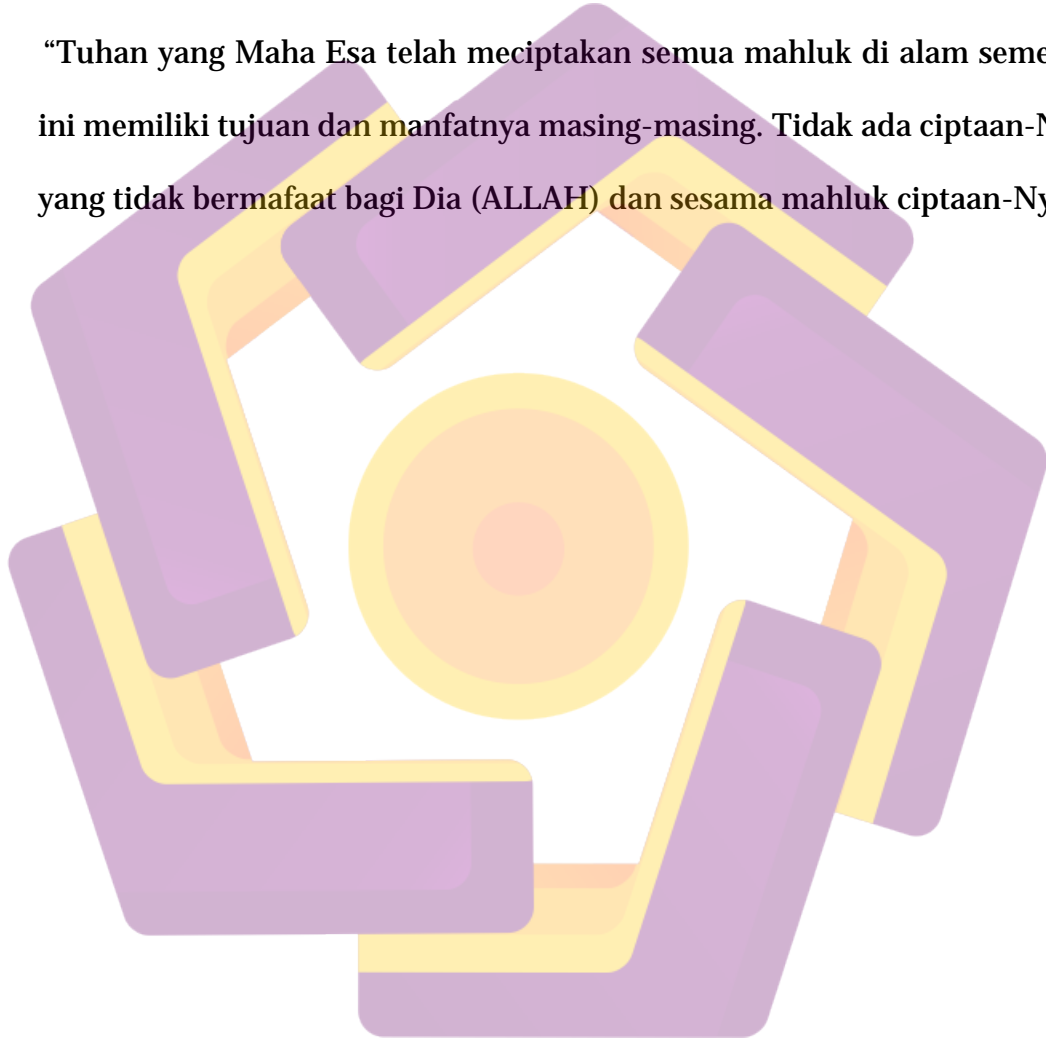 “Tuhan yang Maha Esa telah meciptakan semua mahluk di alam seme
ini memiliki tujuan dan manfatnya masing-masing. Tidak ada ciptaan-N
yang tidak bermafaat bagi Dia (ALLAH) dan sesama mahluk ciptaan-Ny